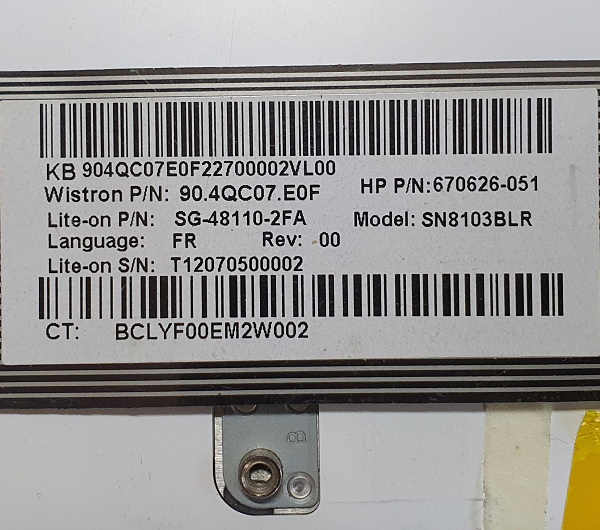 KB 904QC07E0F22700002VL00
Wistron P/N: 90.4QC07.E0F HP P/N:670626-051
Lite-on P/N: SG-48110-2FA Model: SN8103BLR
Language: FR Rev: 00
Lite-on S/N: T12070500002
CT: BCLYF00EM2W002
B